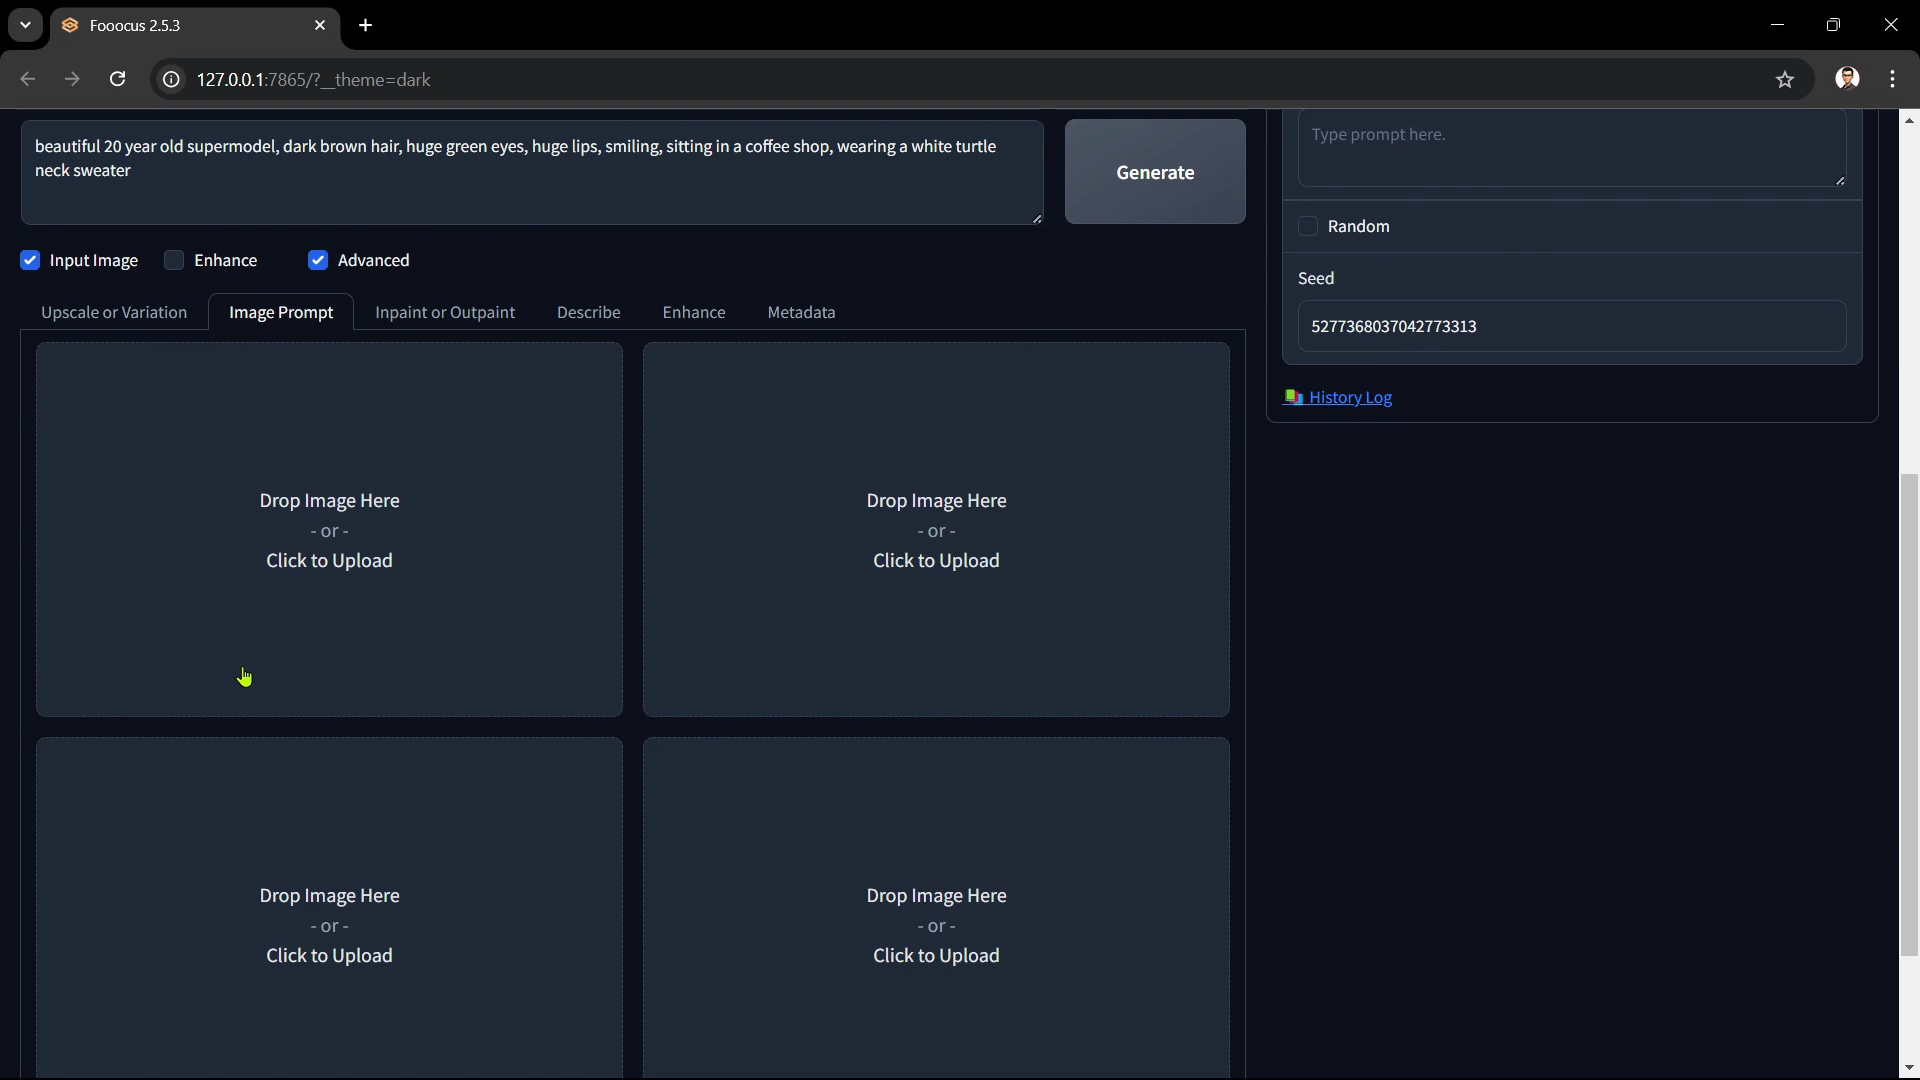 Fooocus 2.5.3
127.0.0.1:7865/?__theme=dark
beautiful 20 year old supermodel, dark brown hair, huge green eyes, huge lips, smiling, sitting in a coffee shop, wearing a white turtle
neck sweater
Generate
Type prompt here.
Random
Seed
5277368037042773313
History Log
Input Image
Enhance
Advanced
Upscale or Variation
Image Prompt
Inpaint or Outpaint
Describe
Enhance
Metadata
Drop Image Here
- or -
Click to Upload
Drop Image Here
- or -
Click to Upload
Drop Image Here
- or -
Click to Upload
Drop Image Here
- or -
Click to Upload